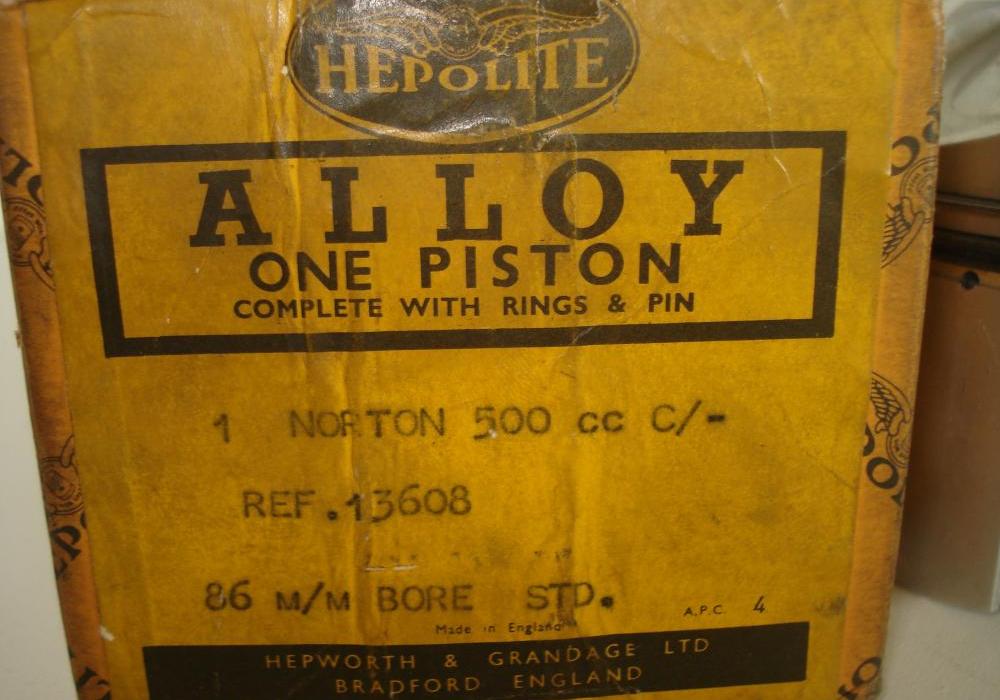 HEPOLITE
ALLOY
ONE PISTON
COMPLETE WITH RINGS & PIN
1 NORTON 500 cc C/-
REF.13608
86 M/M BORE STD.
A.P.C. 4
Made in England
HEPWORTH & GRANDAGE LTD
BRADFORD ENGLAND